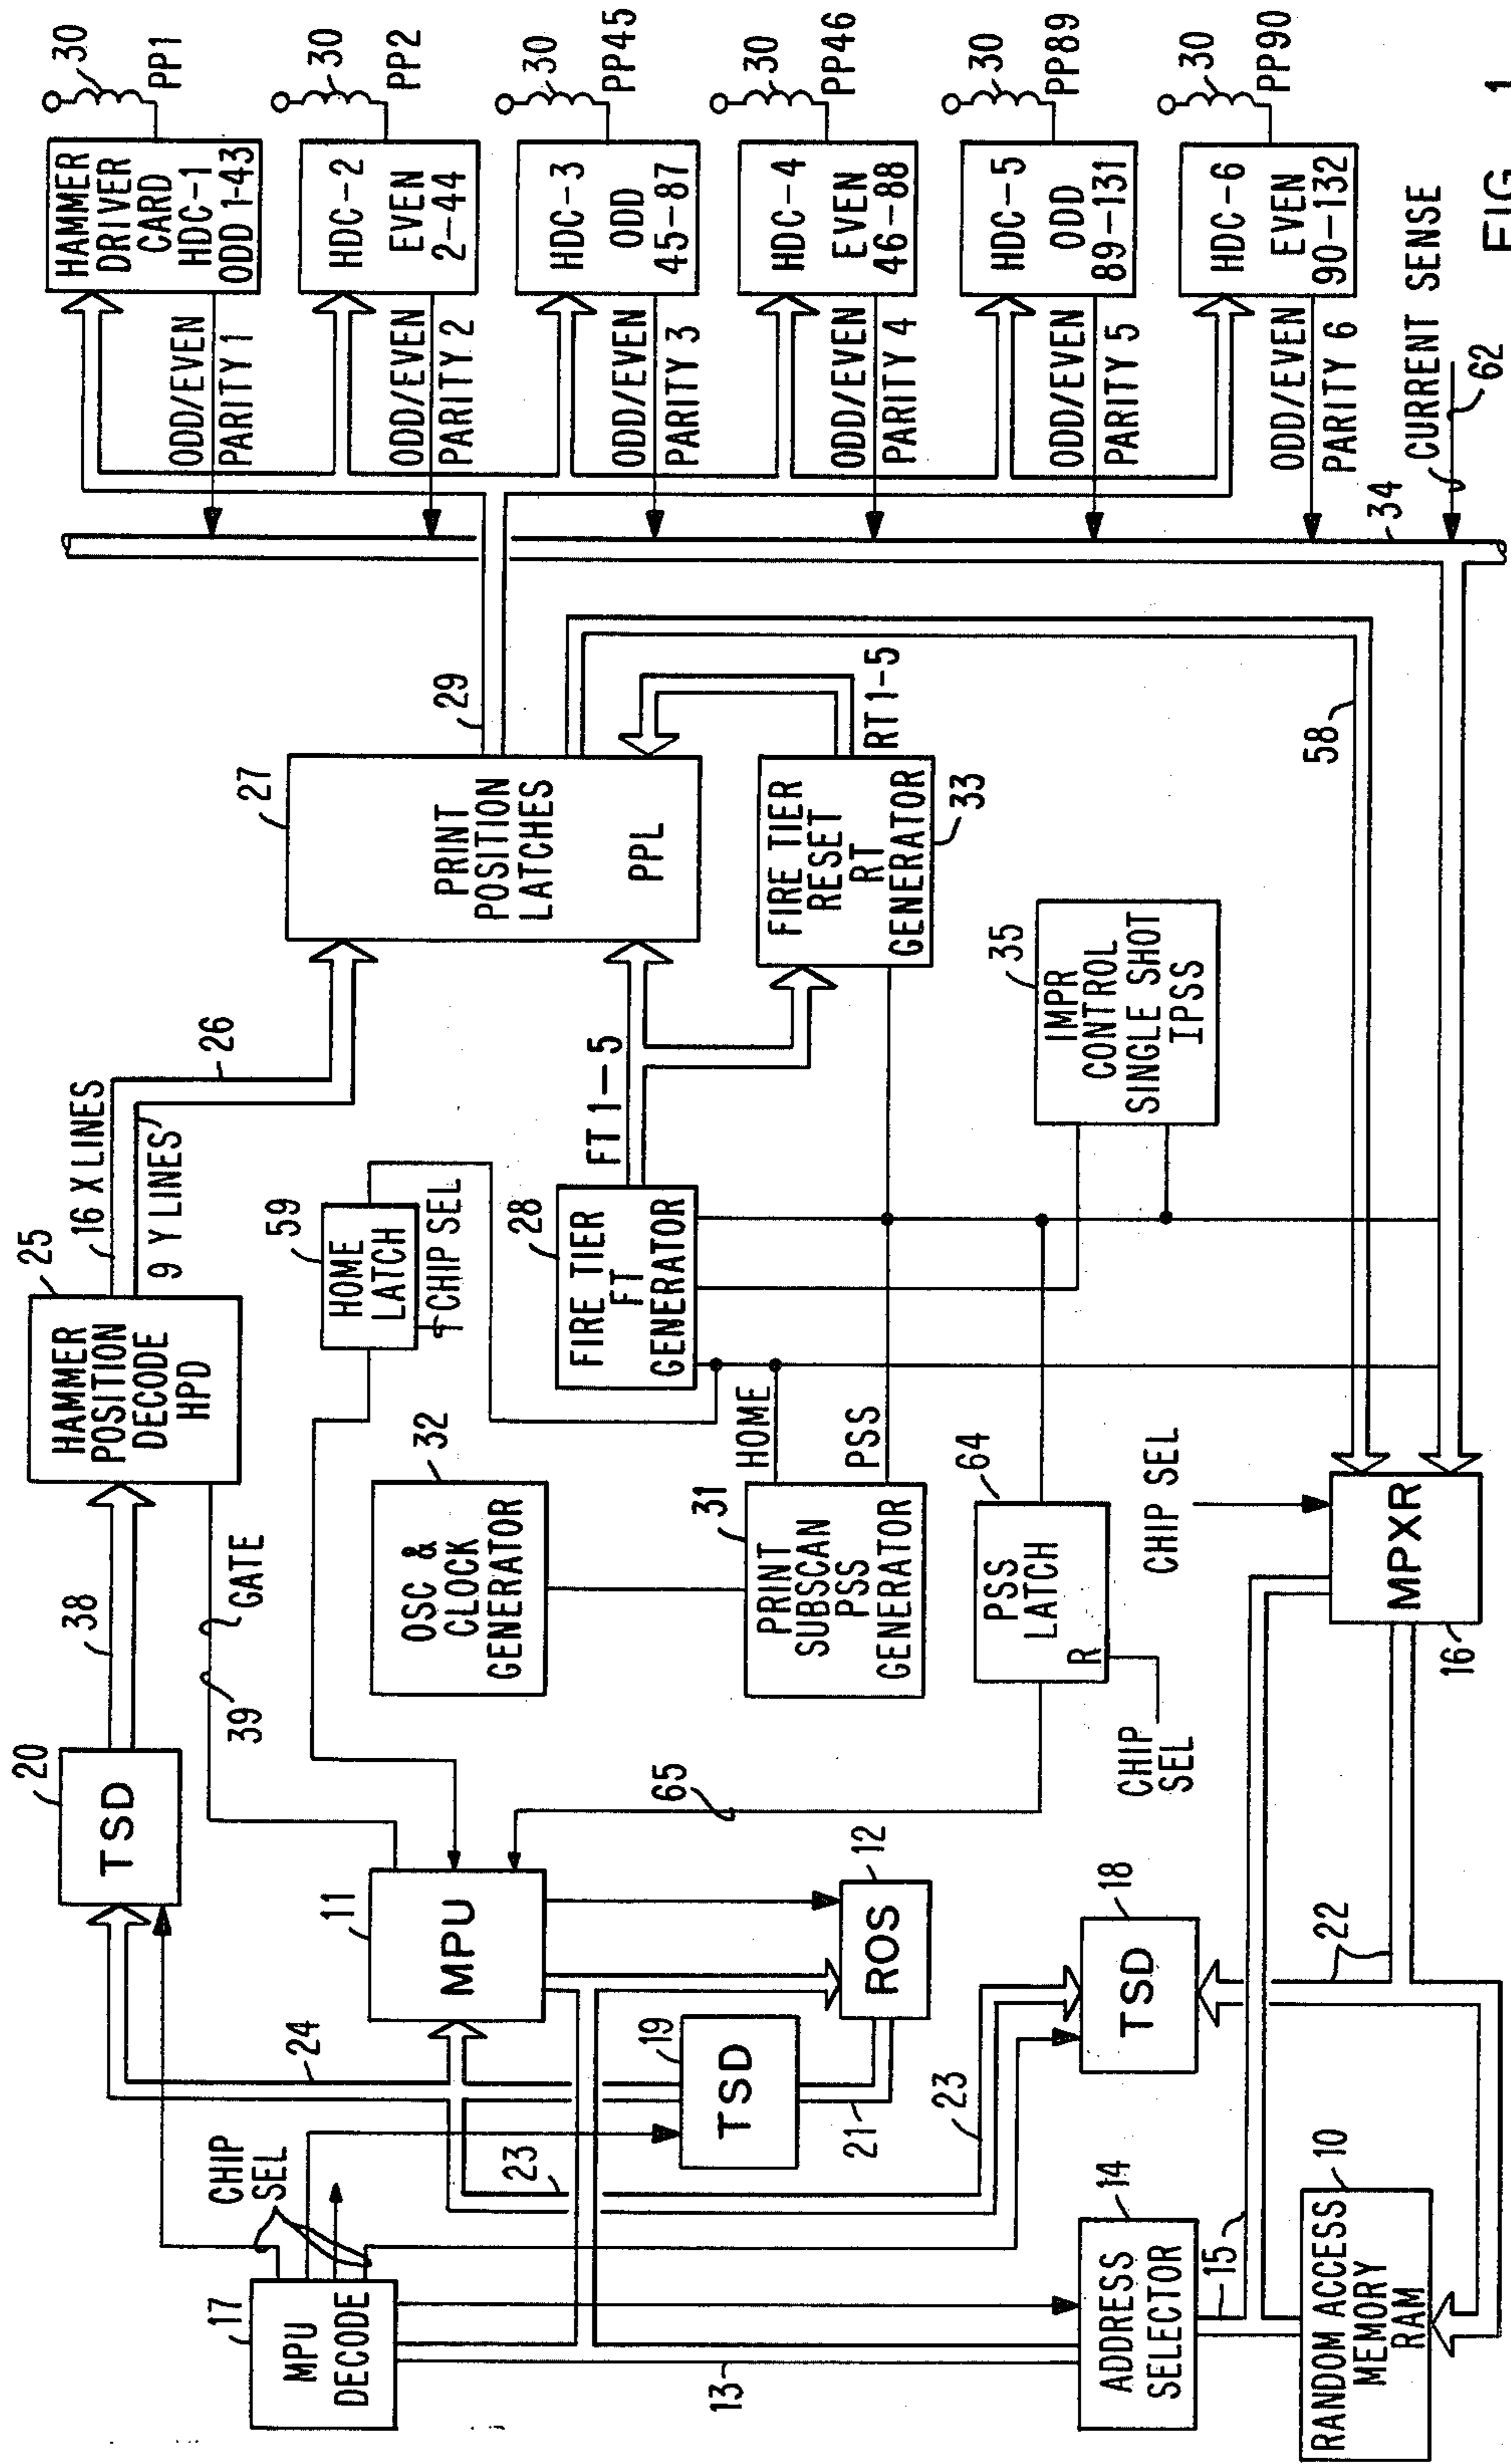 HAMMER
DRIVER
CARD
HDC-1
ODD 1-43
30
PP1
HDC-2
EVEN
2-44
30
PP2
HDC-3
ODD
45-87
30
PP45
HDC-4
EVEN
46-88
30
PP46
HDC-5
ODD
89-131
30
PP89
HDC-6
EVEN
90-132
30
PP90
ODD/EVEN
PARITY 1
ODD/EVEN
PARITY 2
ODD/EVEN
PARITY 3
ODD/EVEN
PARITY 4
ODD/EVEN
PARITY 5
ODD/EVEN
PARITY 6
CURRENT SENSE
62
34
29
27
PRINT
POSITION
LATCHES
PPL
RT 1-5
FIRE TIER
RESET
RT
GENERATOR
33
58
26
16 X LINES
9 Y LINES
25
HAMMER
POSITION
DECODE
HPD
59
HOME
LATCH
CHIP SEL
FT 1-5
28
FIRE TIER
FT
GENERATOR
35
IMPR
CONTROL
SINGLE SHOT
IPSS
38
GATE
39
32
OSC &
CLOCK
GENERATOR
HOME
PSS
31
PRINT
SUBSCAN
PSS
GENERATOR
64
PSS
LATCH
R
CHIP
SEL
CHIP SEL
MPXR
16
20
TSD
65
11
MPU
12
ROS
18
TSD
22
24
19
TSD
21
23
23
CHIP
SEL
17
MPU
DECODE
13
14
ADDRESS
SELECTOR
15
10
RANDOM ACCESS
MEMORY
RAM
FIG. 1